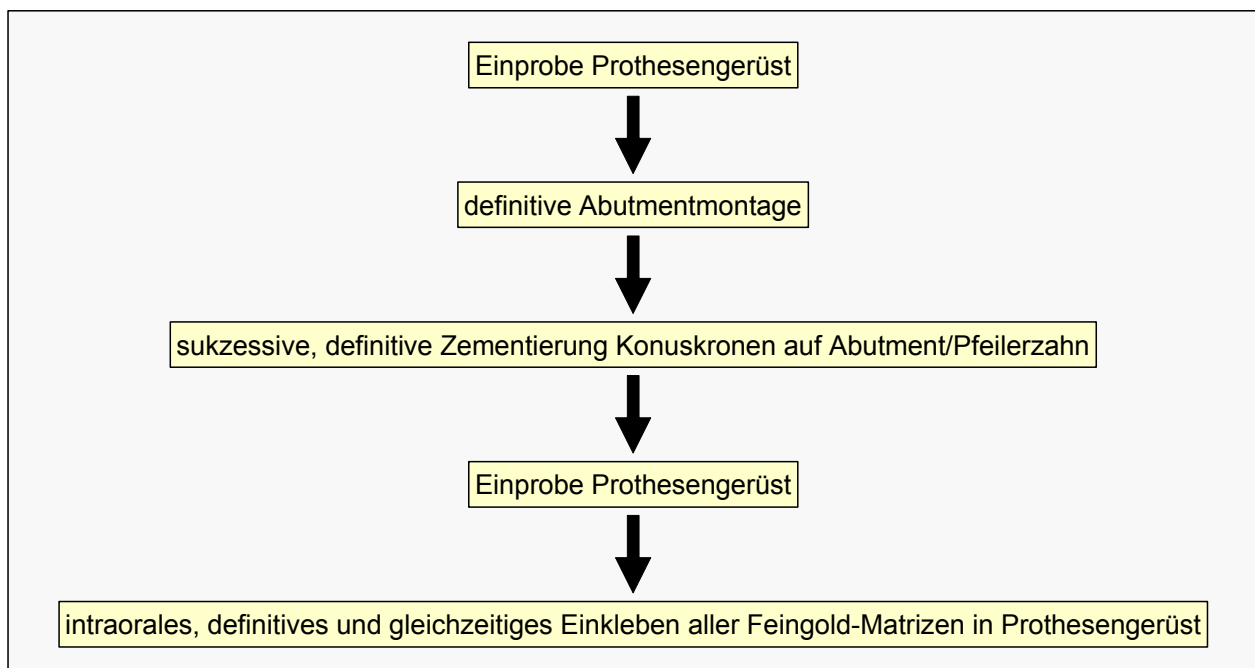 Einprobe Prothesengerüst
definitive Abutmentmontage
sukzessive, definitive Zementierung Konuskronen auf Abutment/Pfeilerzahn
Einprobe Prothesengerüst
intraorales, definitives und gleichzeitiges Einkleben aller Feingold-Matrizen in Prothesengerüst